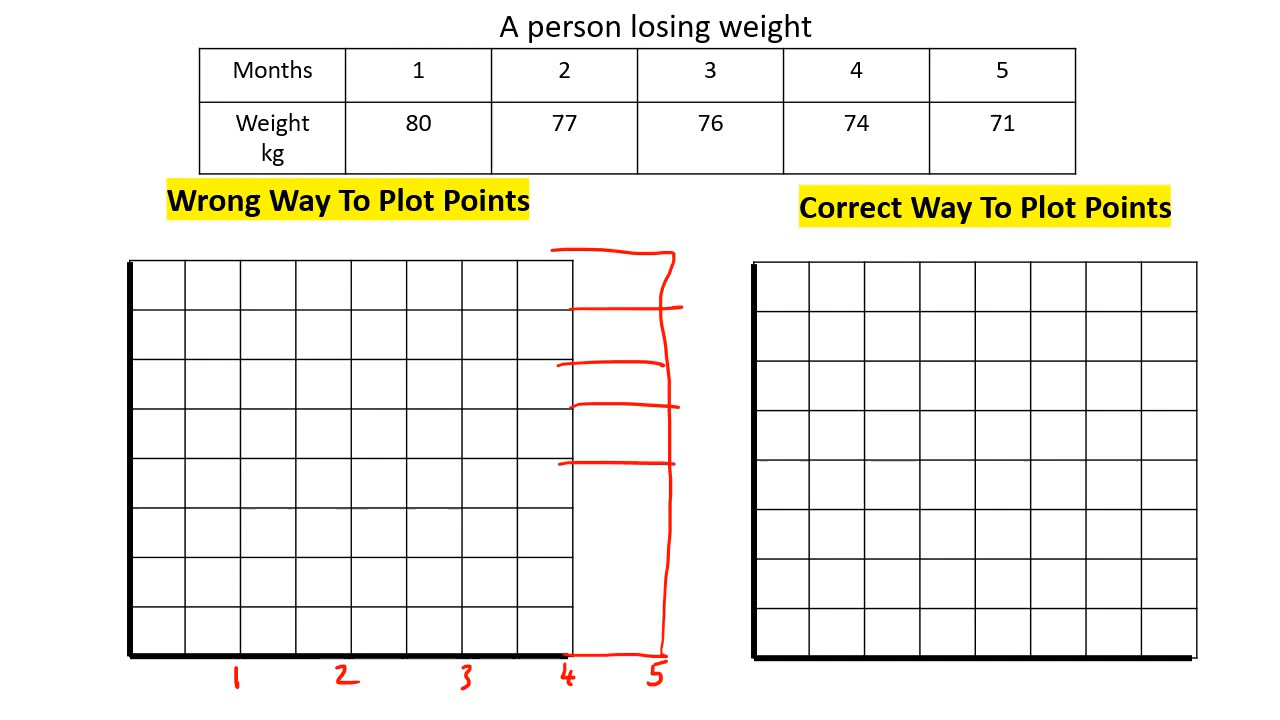 A person losing weight
Months 1 2 3 4 5
Weight kg 80 77 76 74 71
Wrong Way To Plot Points
Correct Way To Plot Points
1 2 3 4 5